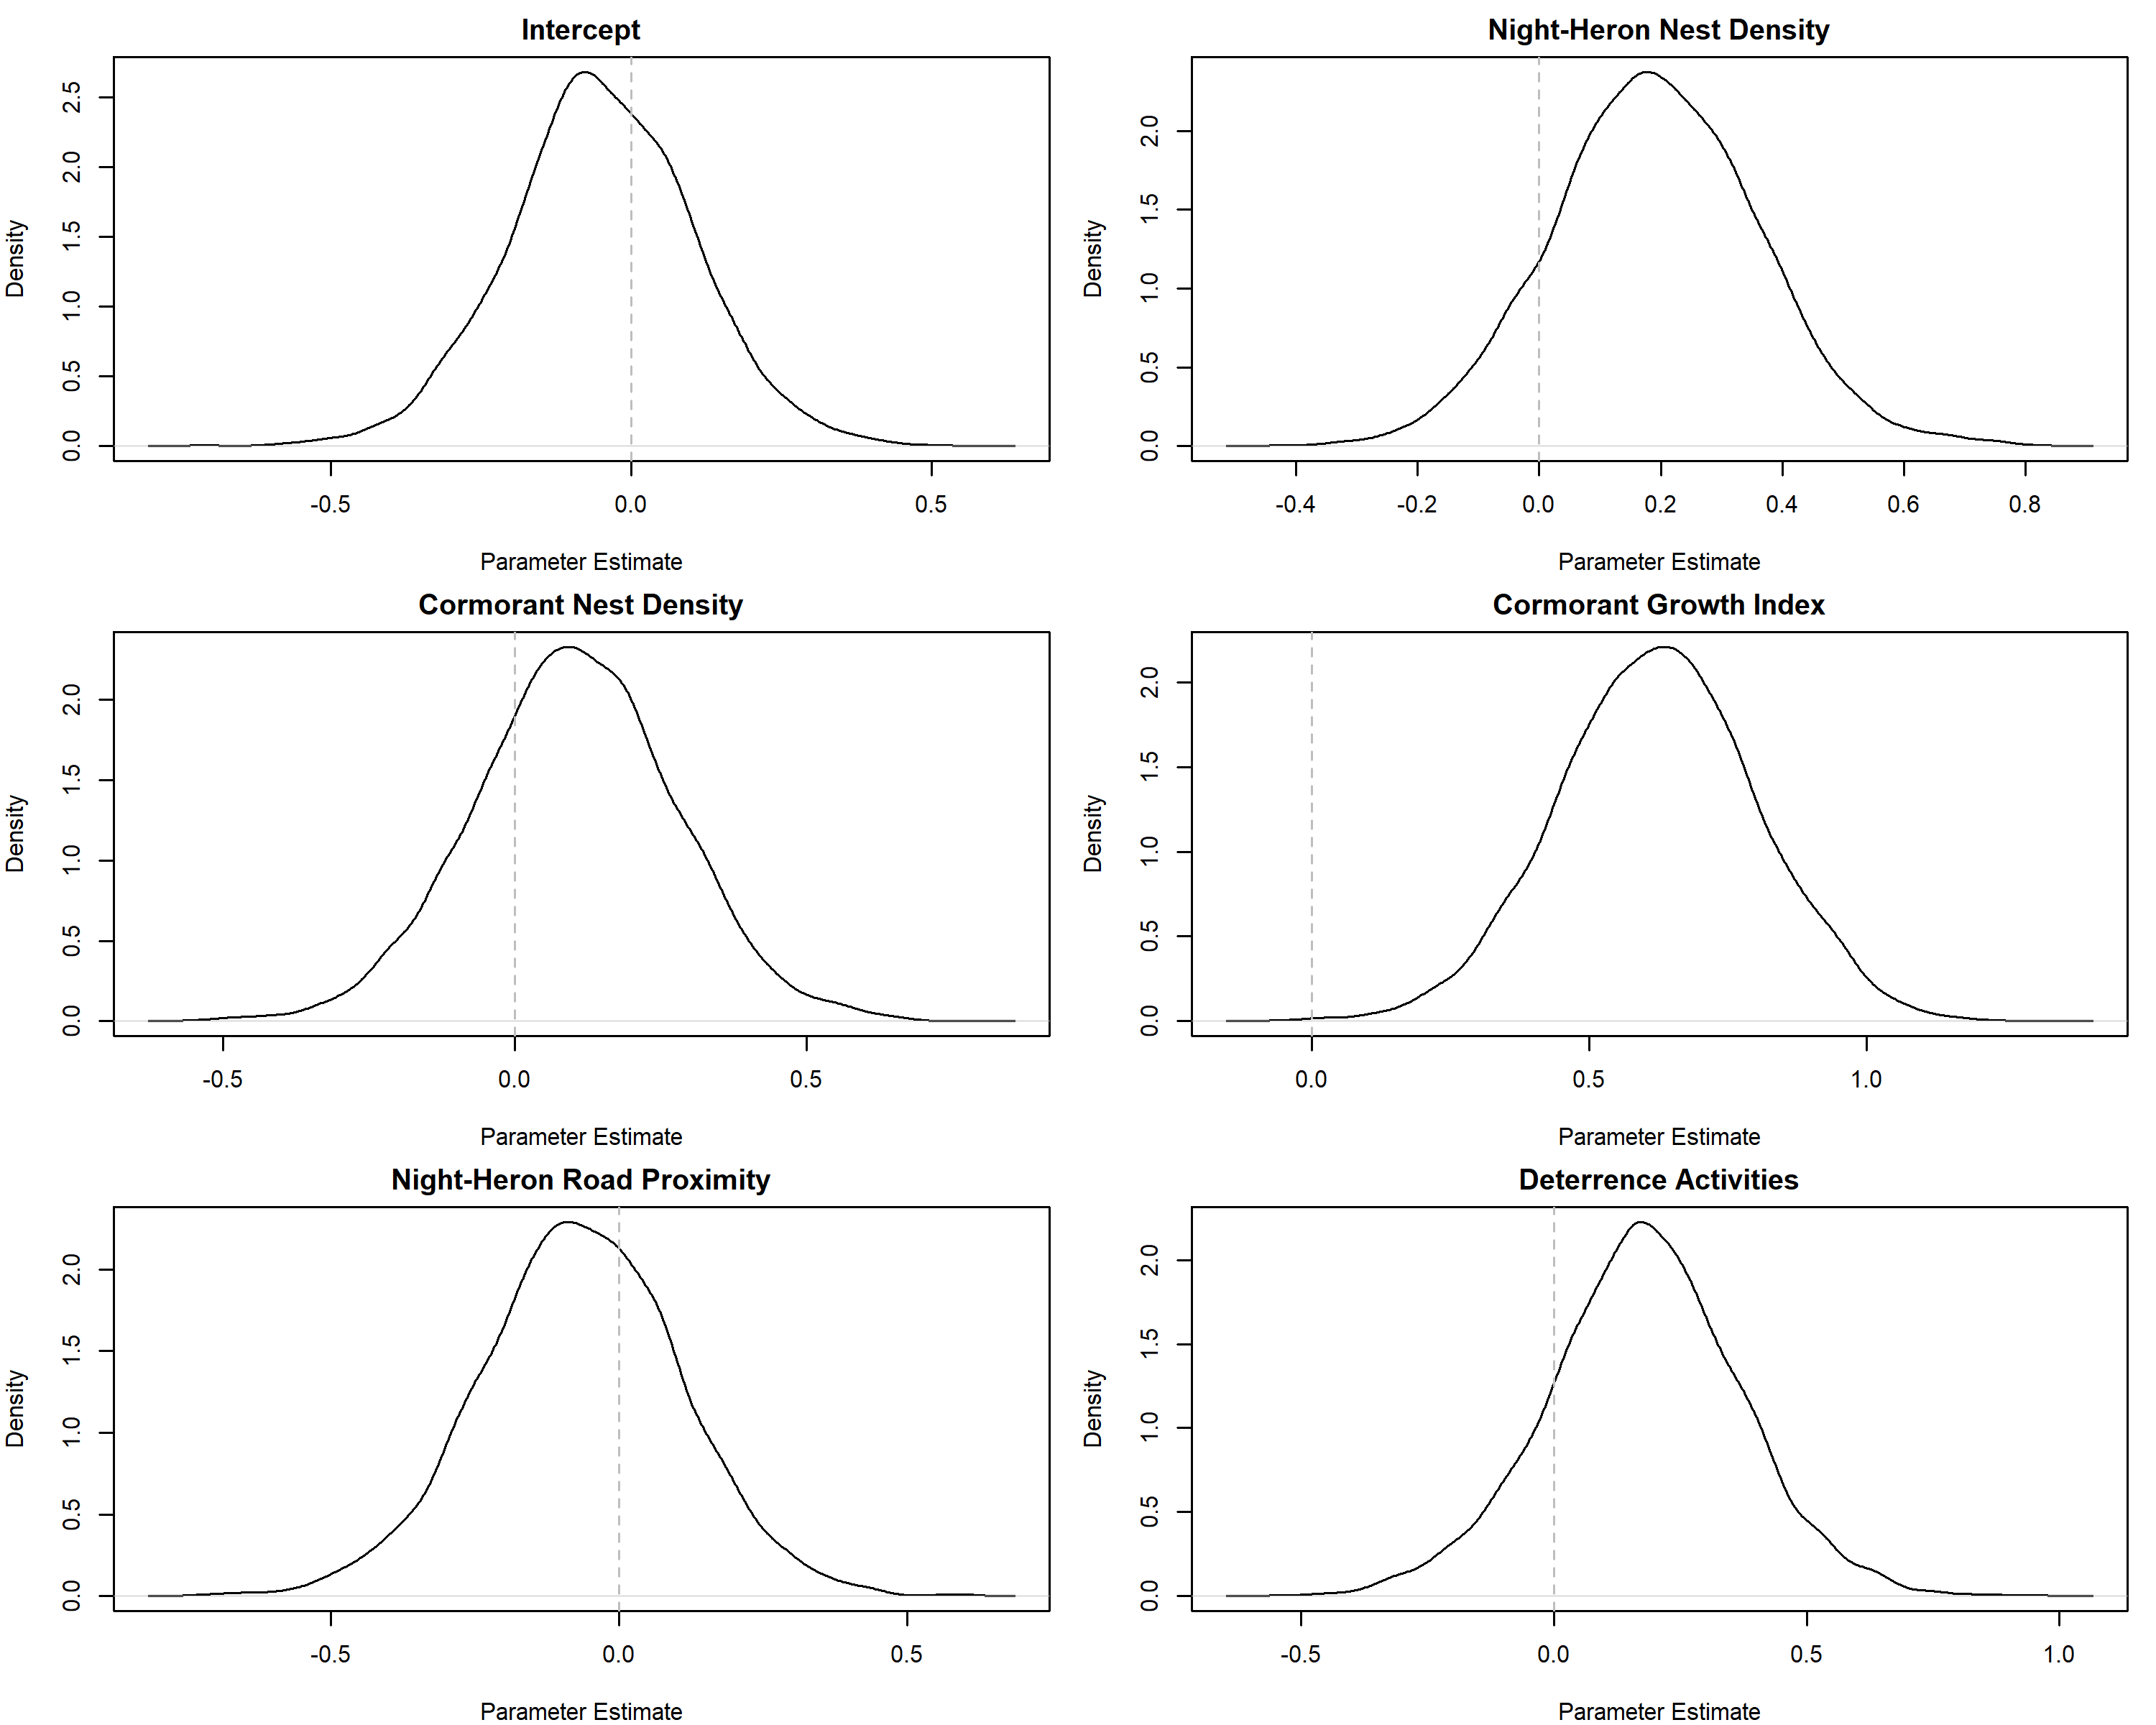 Intercept
Density
0.0 0.5 1.0 1.5 2.0 2.5
-0.5 0.0 0.5
Parameter Estimate
Night-Heron Nest Density
Density
0.0 0.5 1.0 1.5 2.0
-0.4 -0.2 0.0 0.2 0.4 0.6 0.8
Parameter Estimate
Cormorant Nest Density
Density
0.0 0.5 1.0 1.5 2.0
-0.5 0.0 0.5
Parameter Estimate
Cormorant Growth Index
Density
0.0 0.5 1.0 1.5 2.0
0.0 0.5 1.0
Parameter Estimate
Night-Heron Road Proximity
Density
0.0 0.5 1.0 1.5 2.0
-0.5 0.0 0.5
Parameter Estimate
Deterrence Activities
Density
0.0 0.5 1.0 1.5 2.0
-0.5 0.0 0.5 1.0
Parameter Estimate